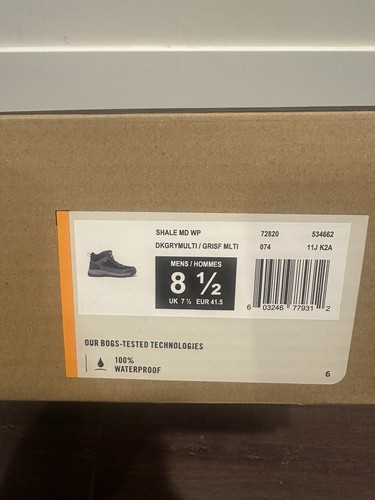 SHALE MD WP 72820 534662
DKGRYMULTI / GRISF MLTI 074 11J K2A
MENS / HOMMES
8 ½
UK 7 ½ EUR 41.5
6 03246 77931 2
OUR BOGS-TESTED TECHNOLOGIES
100%
WATERPROOF
6